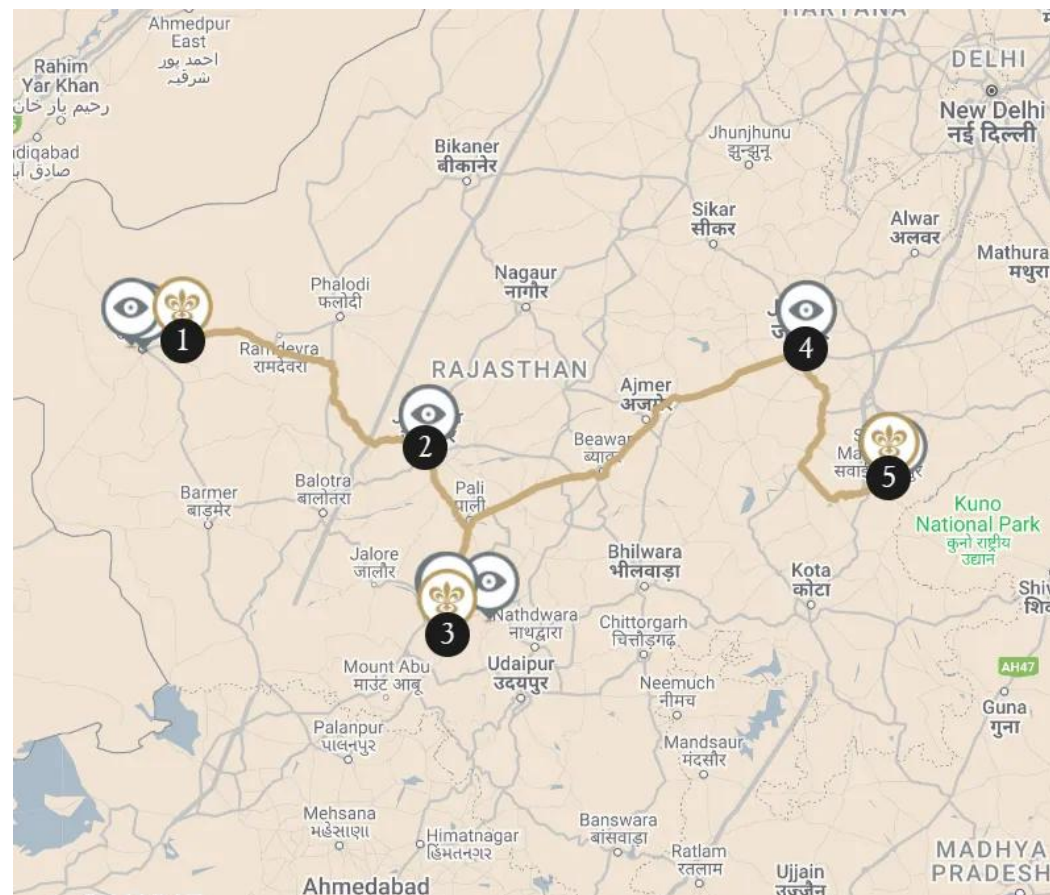 HARYANA
Ahmedpur
East
احمد پور
شرقیہ
Rahim
Yar Khan
رحیم یار خان
DELHI
New Delhi
नई दिल्ली
Jhunjhunu
झुन्झुनू
Bikaner
बीकानेर
Sikar
सीकर
Alwar
अलवर
Mathura
मथुरा
Nagaur
नागौर
Phalodi
फलोदी
1
Ramdevra
रामदेवरा
4
RAJASTHAN
Ajmer
अजमेर
2
Beawar
ब्यावर
5
Pali
पाली
Balotra
बालोतरा
Barmer
बाड़मेर
Kuno
National Park
कुनो राष्ट्रीय
उद्यान
Jalore
जालौर
Bhilwara
भीलवाड़ा
Kota
कोटा
3
Nathdwara
नाथद्वारा
Chittorgarh
चित्तौड़गढ़
Mount Abu
माउंट आबू
Udaipur
उदयपुर
Neemuch
नीमच
AH47
Guna
गुना
Palanpur
પાલનપુર
Mandsaur
मंदसौर
Mehsana
મહેસાણા
Himatnagar
હિંમતનગર
Banswara
बांसवाड़ा
Ratlam
रतलाम
Ujjain
उज्जैन
MADHYA
PRADESH
Ahmedabad